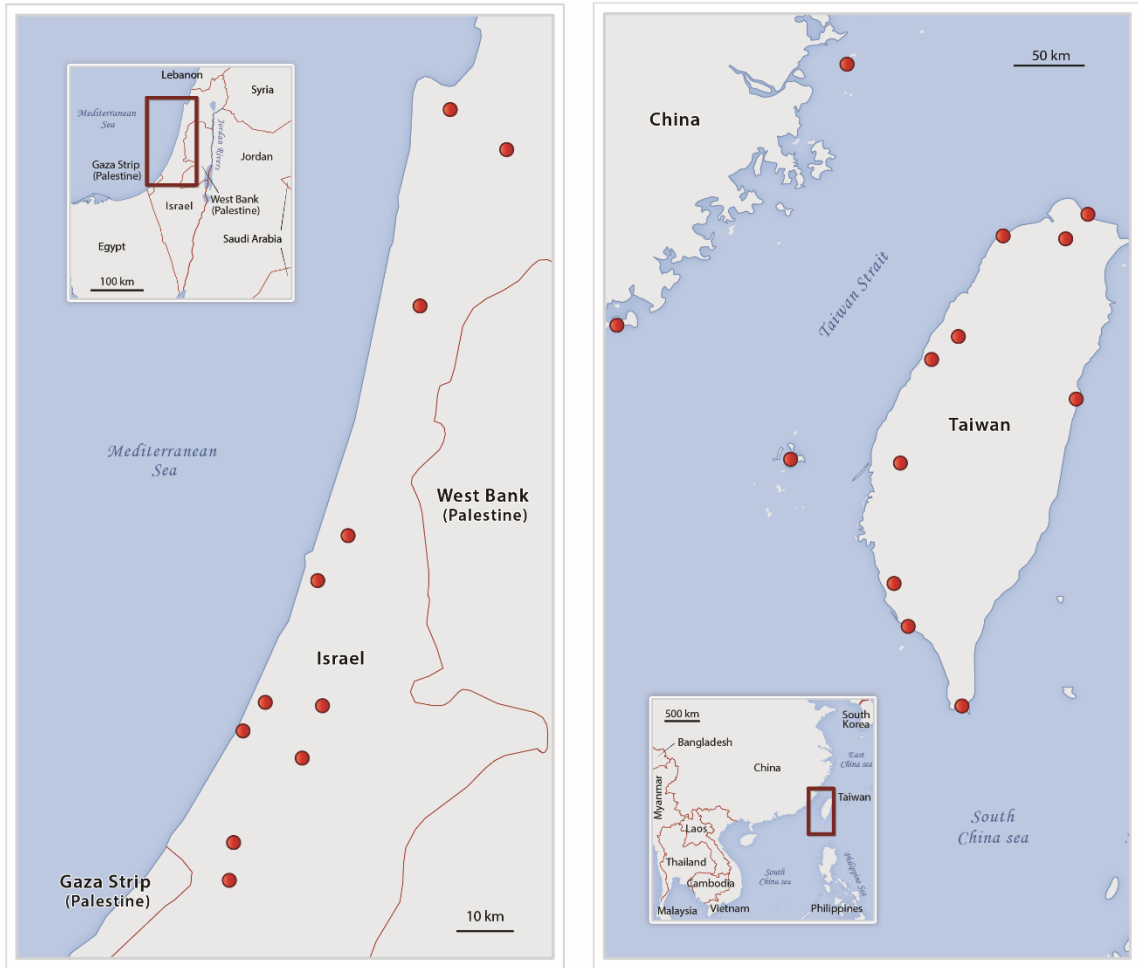 Lebanon
Syria
Mediterranean
Sea
Jordan Rivers
Jordan
Gaza Strip
(Palestine)
West Bank
(Palestine)
Israel
Saudi Arabia
Egypt
100 km
Mediterranean
Sea
West Bank
(Palestine)
Israel
Gaza Strip
(Palestine)
10 km
50 km
China
Taiwan Strait
Taiwan
South
China sea
500 km
South
Korea
Bangladesh
East
China sea
China
Myanmar
Taiwan
Laos
Thailand
South
China sea
Philippine Sea
Cambodia
Malaysia
Vietnam
Philippines